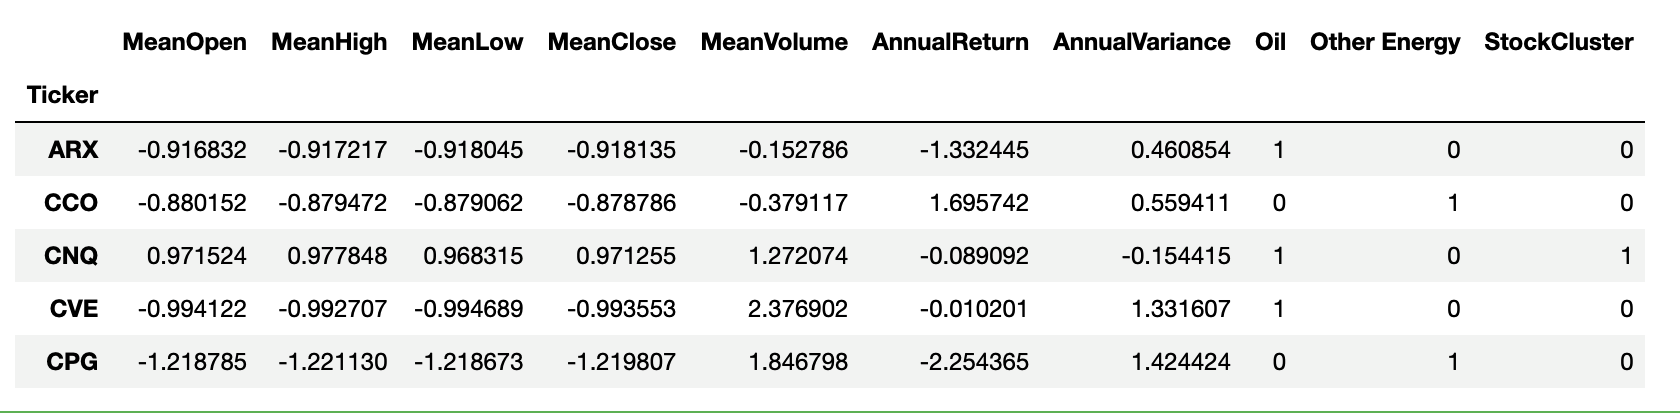 MeanOpen MeanHigh MeanLow MeanClose MeanVolume AnnualReturn AnnualVariance Oil Other Energy StockCluster
Ticker
ARX -0.916832 -0.917217 -0.918045 -0.918135 -0.152786 -1.332445 0.460854 1 0 0
CCO -0.880152 -0.879472 -0.879062 -0.878786 -0.379117 1.695742 0.559411 0 1 0
CNQ 0.971524 0.977848 0.968315 0.971255 1.272074 -0.089092 -0.154415 1 0 1
CVE -0.994122 -0.992707 -0.994689 -0.993553 2.376902 -0.010201 1.331607 1 0 0
CPG -1.218785 -1.221130 -1.218673 -1.219807 1.846798 -2.254365 1.424424 0 1 0